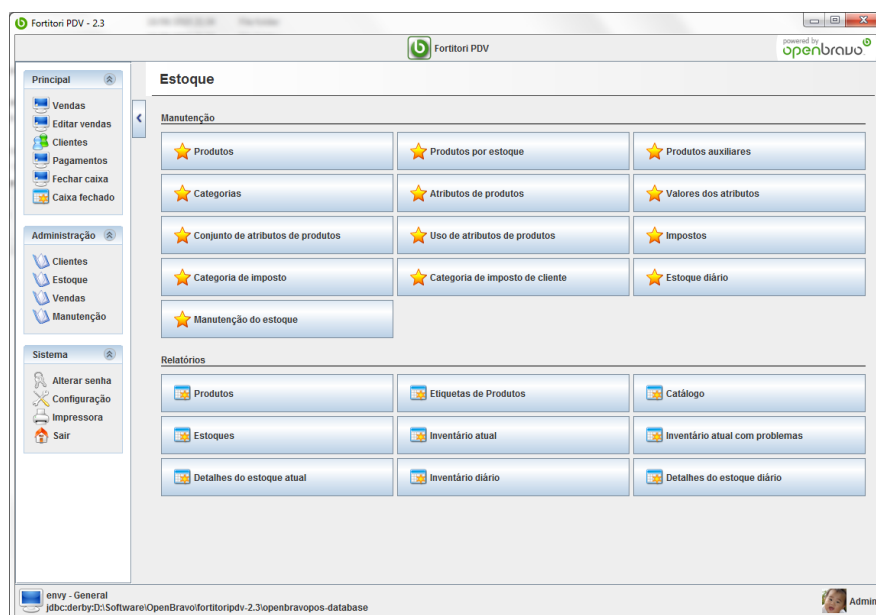 Fortitori PDV - 2.3
Fortitori PDV
powered by
openbravo
Principal
Vendas
Editar vendas
Clientes
Pagamentos
Fechar caixa
Caixa fechado
Administração
Clientes
Estoque
Vendas
Manutenção
Sistema
Alterar senha
Configuração
Impressora
Sair
Estoque
Manutenção
Produtos
Produtos por estoque
Produtos auxiliares
Categorias
Atributos de produtos
Valores dos atributos
Conjunto de atributos de produtos
Uso de atributos de produtos
Impostos
Categoria de imposto
Categoria de imposto de cliente
Estoque diário
Manutenção do estoque
Relatórios
Produtos
Etiquetas de Produtos
Catálogo
Estoques
Inventário atual
Inventário atual com problemas
Detalhes do estoque atual
Inventário diário
Detalhes do estoque diário
envy - General
jdbc:derby:D:\Software\OpenBravo\fortitoripdv-2.3\openbravopos-database
Admin